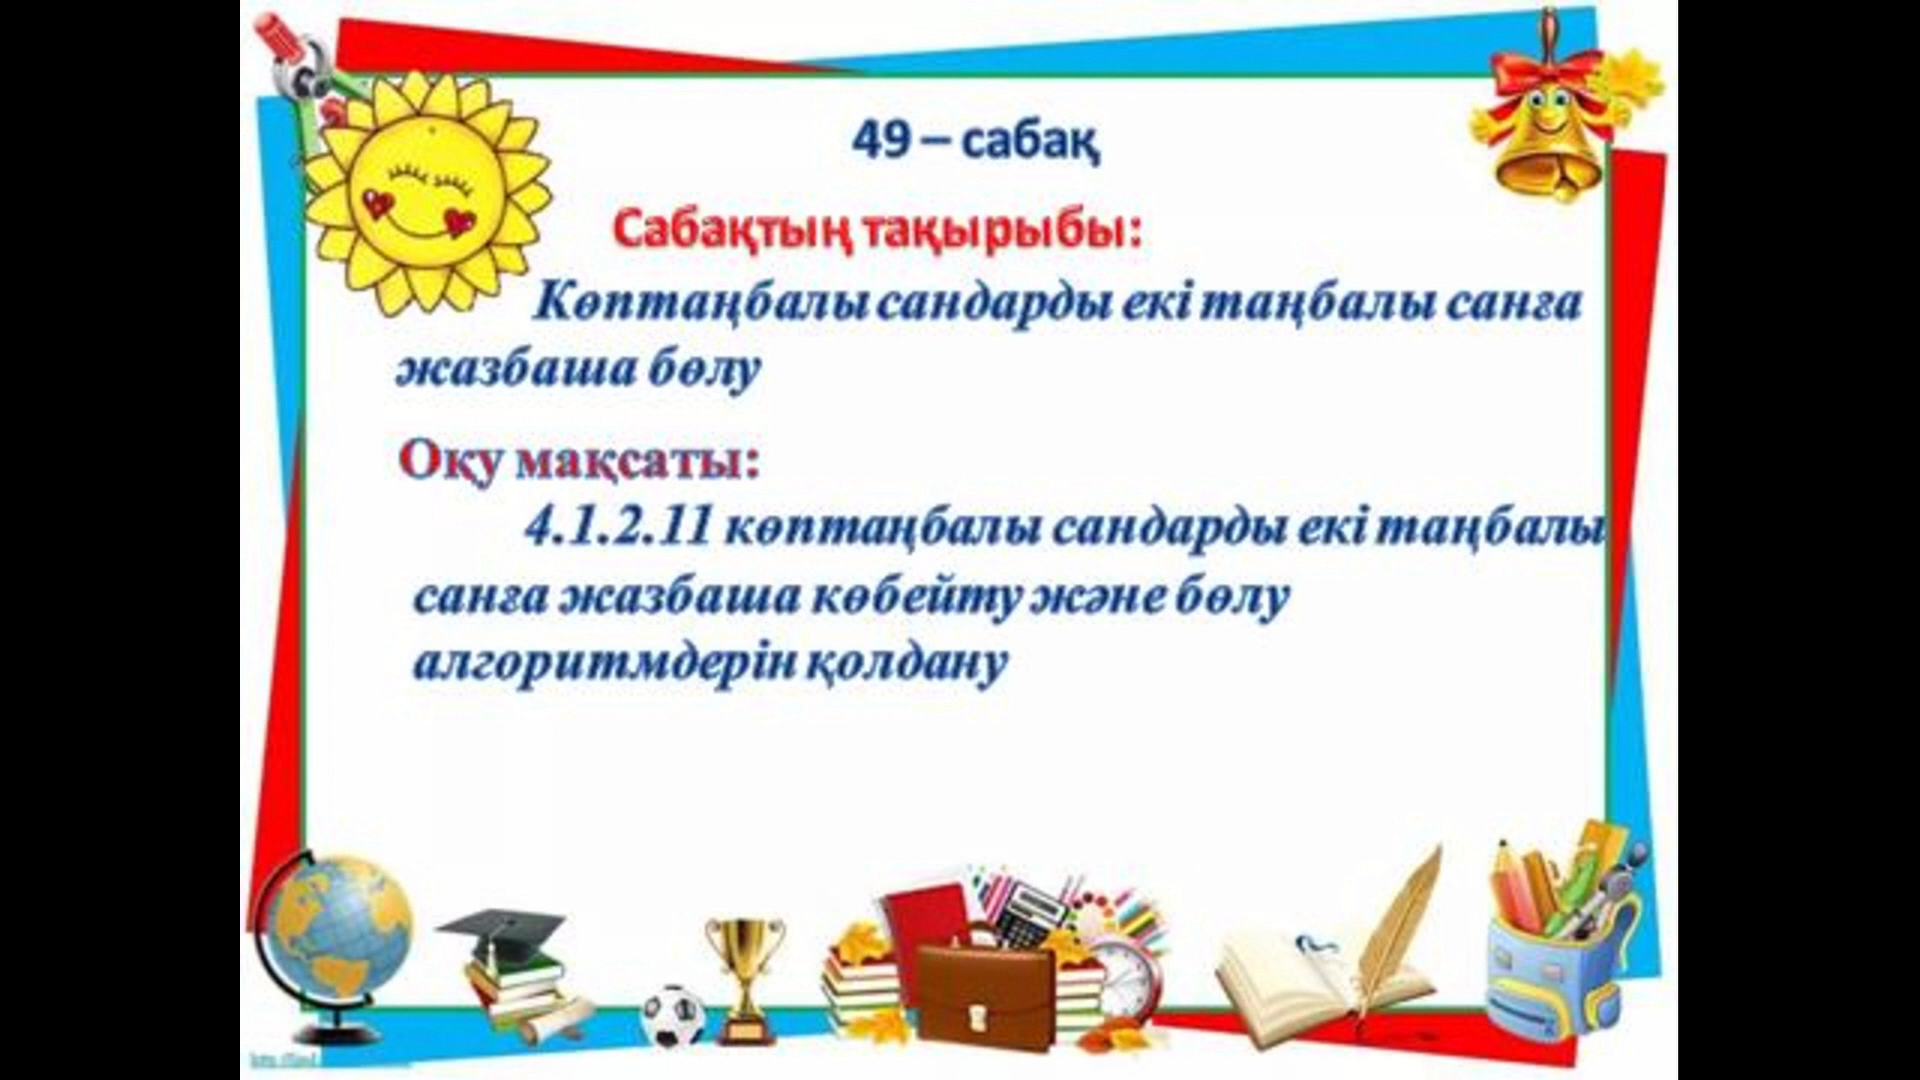 49 – сабақ
Сабақтың тақырыбы:
Көптаңбалы сандарды екі таңбалы санға
жазбаша бөлу
Оқу мақсаты:
4.1.2.11 көптаңбалы сандарды екі таңбалы
санға жазбаша көбейту және бөлу
алгоритмдерін қолдану